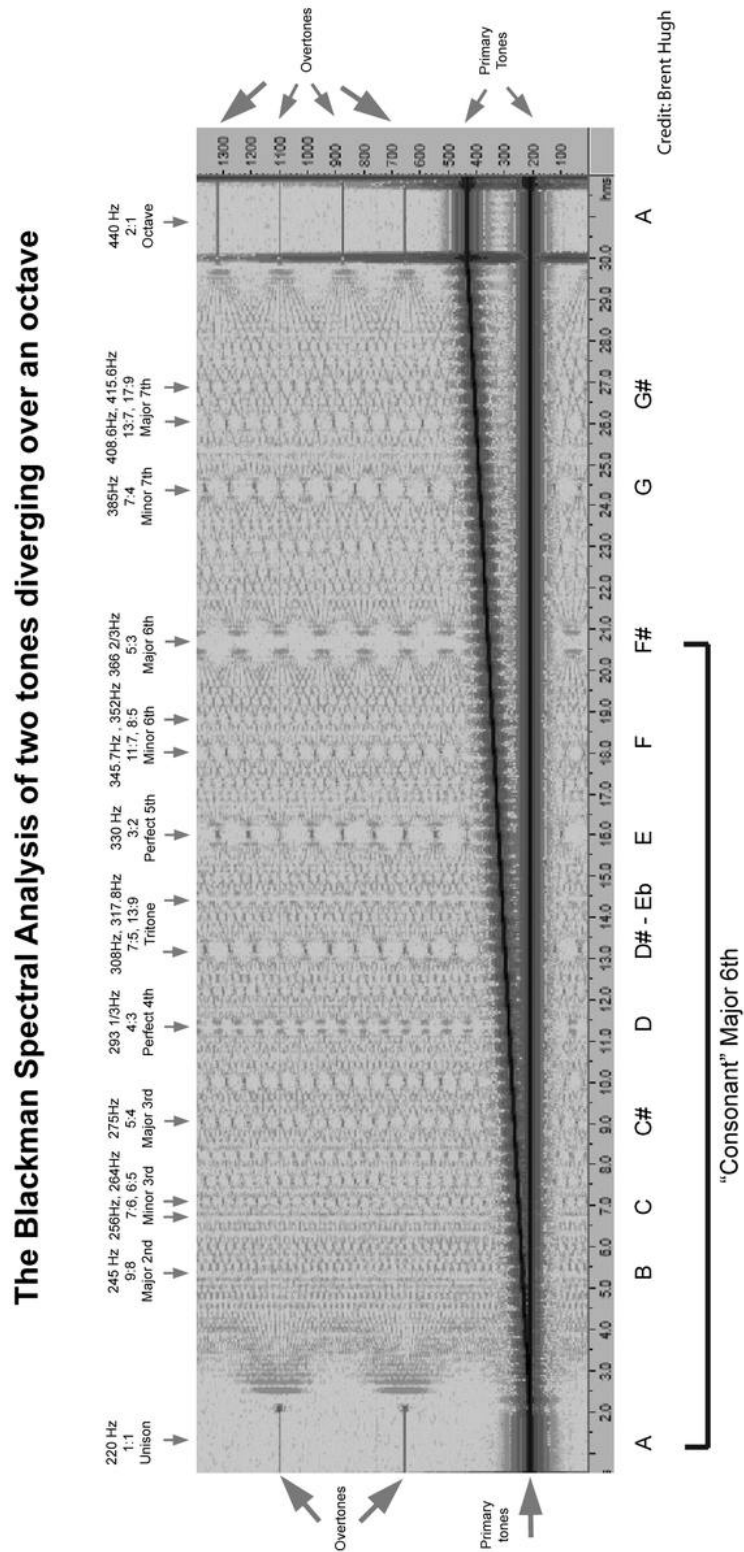 The Blackman Spectral Analysis of two tones diverging over an octave
220 Hz
1:1
Unison
245 Hz
9:8
Major 2nd
256Hz, 264Hz
7:6, 6:5
Minor 3rd
275Hz
5:4
Major 3rd
293 1/3Hz
4:3
Perfect 4th
308Hz, 317.8Hz
7:5, 13:9
Tritone
330 Hz
3:2
Perfect 5th
345.7Hz , 352Hz
11:7, 8:5
Minor 6th
366 2/3Hz
5:3
Major 6th
385Hz
7:4
Minor 7th
408.6Hz, 415.6Hz
13:7, 17:9
Major 7th
440 Hz
2:1
Octave
Overtones
Primary
tones
1300
1200
1100
1000
900
800
700
600
500
400
300
200
100
hms
Overtones
Primary
Tones
2.0 3.0 4.0 5.0 6.0 7.0 8.0 9.0 10.0 11.0 12.0 13.0 14.0 15.0 16.0 17.0 18.0 19.0 20.0 21.0 22.0 23.0 24.0 25.0 26.0 27.0 28.0 29.0 30.0
A B C C# D D# - Eb E F F# G G# A
"Consonant" Major 6th
Credit: Brent Hugh